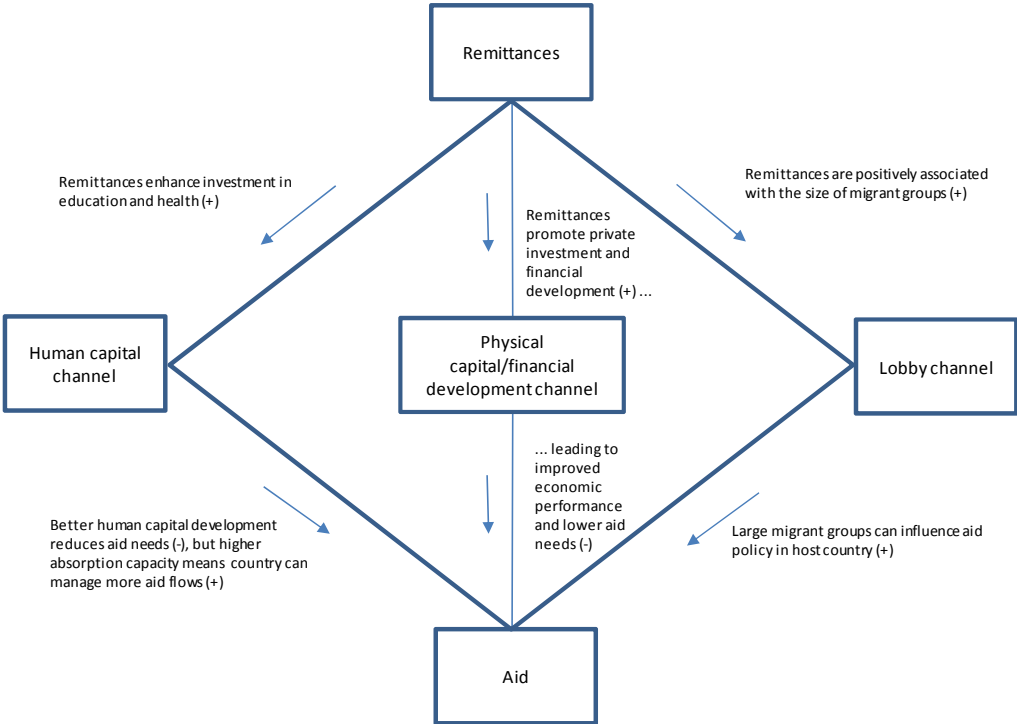 Remittances
Remittances enhance investment in
education and health (+)
Remittances are positively associated
with the size of migrant groups (+)
Remittances
promote private
investment and
financial
development (+) ...
Human capital
channel
Physical
capital/financial
development channel
Lobby channel
... leading to
improved
economic
performance
and lower aid
needs (-)
Better human capital development
reduces aid needs (-), but higher
absorption capacity means country can
manage more aid flows (+)
Large migrant groups can influence aid
policy in host country (+)
Aid